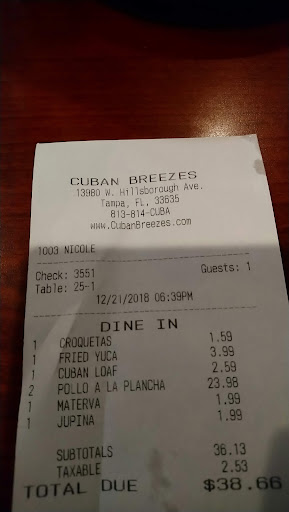 CUBAN BREEZES
13980 W. Hillsborough Ave.
Tampa, FL, 33635
813-814-CUBA
www.CubanBreezes.com
1003 NICOLE
Check: 3551 Guests: 1
Table: 25-1
12/21/2018 06:39PM
DINE IN
1 CROQUETAS 1.59
1 FRIED YUCA 3.99
1 CUBAN LOAF 2.59
2 POLLO A LA PLANCHA 23.98
1 MATERVA 1.99
1 JUPINA 1.99
SUBTOTALS 36.13
TAXABLE 2.53
TOTAL DUE $38.66